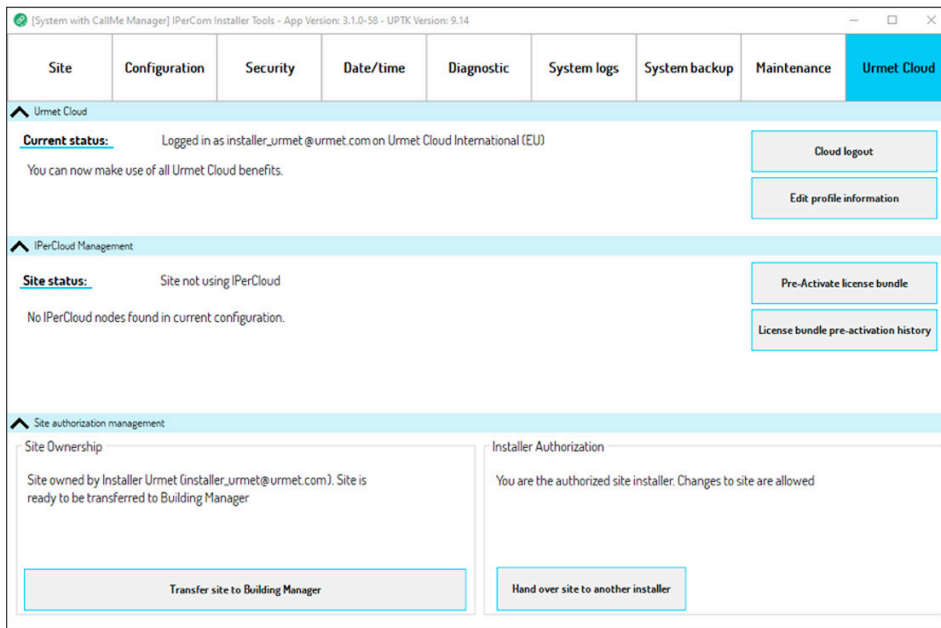 [System with CallMe Manager] IPerCom Installer Tools - App Version: 3.1.0-58 - UPTK Version: 9.14
Site
Configuration
Security
Date/time
Diagnostic
System logs
System backup
Maintenance
Urmet Cloud
Urmet Cloud
Current status:
Logged in as installer_urmet@urmet.com on Urmet Cloud International (EU)
You can now make use of all Urmet Cloud benefits.
Cloud logout
Edit profile information
IPerCloud Management
Site status:
Site not using IPerCloud
No IPerCloud nodes found in current configuration.
Pre-Activate license bundle
License bundle pre-activation history
Site authorization management
Site Ownership
Site owned by Installer Urmet (installer_urmet@urmet.com). Site is
ready to be transferred to Building Manager
Transfer site to Building Manager
Installer Authorization
You are the authorized site installer. Changes to site are allowed
Hand over site to another installer